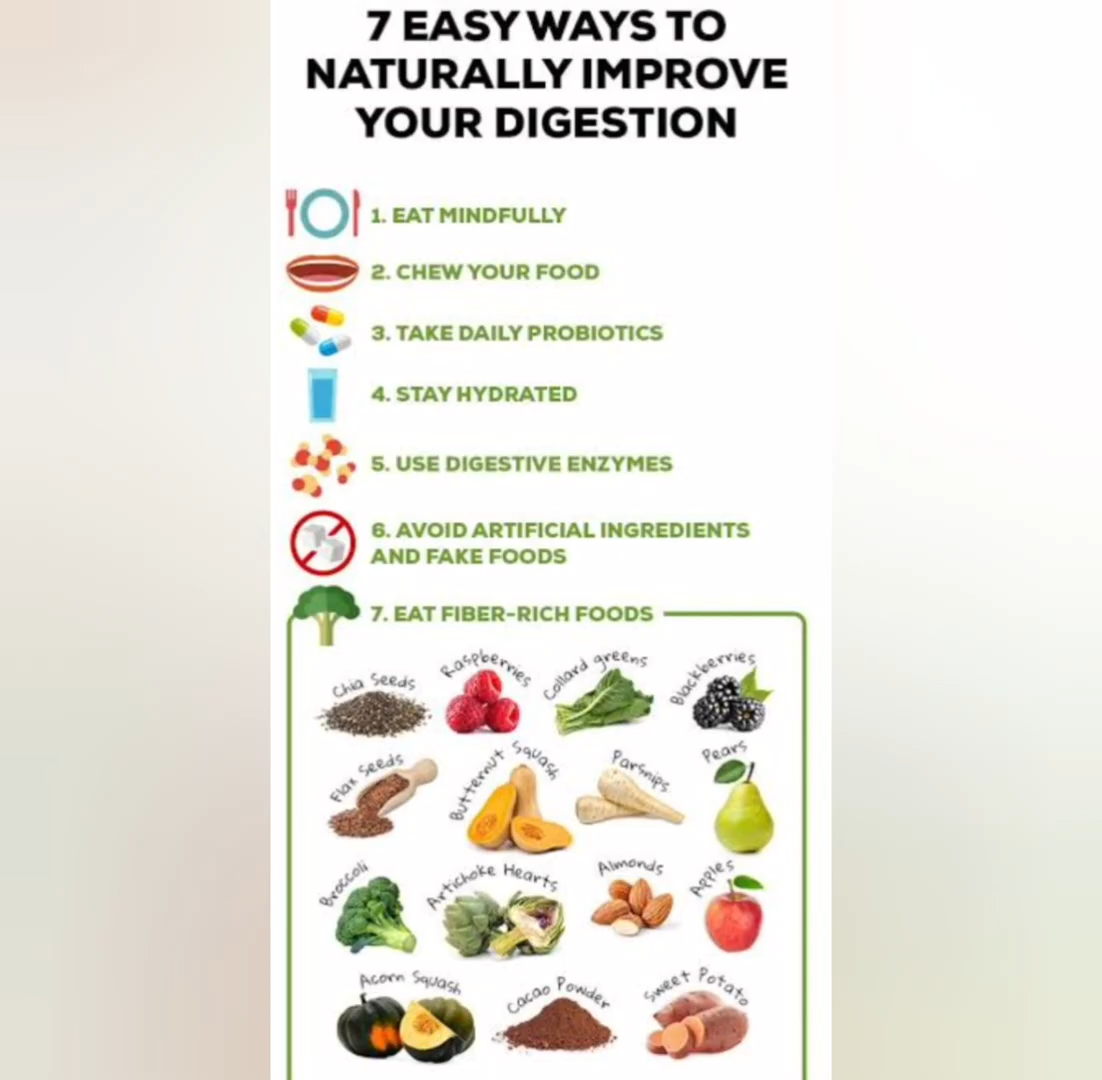 7 EASY WAYS TO
NATURALLY IMPROVE
YOUR DIGESTION
1. EAT MINDFULLY
2. CHEW YOUR FOOD
3. TAKE DAILY PROBIOTICS
4. STAY HYDRATED
5. USE DIGESTIVE ENZYMES
6. AVOID ARTIFICIAL INGREDIENTS
AND FAKE FOODS
7. EAT FIBER-RICH FOODS
Chia Seeds
Raspberries
Collard greens
Blackberries
Flax Seeds
Butternut Squash
Parsnips
Pears
Broccoli
Artichoke Hearts
Almonds
Apples
Acorn Squash
Cacao Powder
Sweet Potato